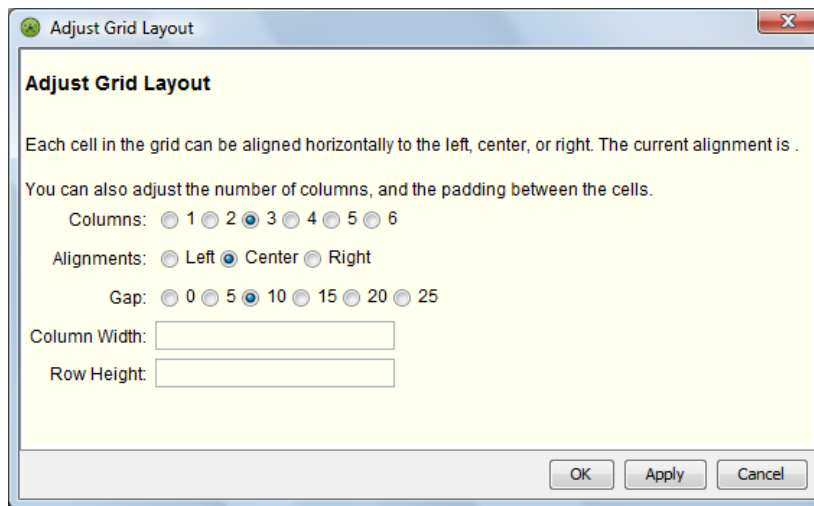 Adjust Grid Layout
Adjust Grid Layout
Each cell in the grid can be aligned horizontally to the left, center, or right. The current alignment is .
You can also adjust the number of columns, and the padding between the cells.
Columns: 1 2 3 4 5 6
Alignments: Left Center Right
Gap: 0 5 10 15 20 25
Column Width:
Row Height:
OK Apply Cancel